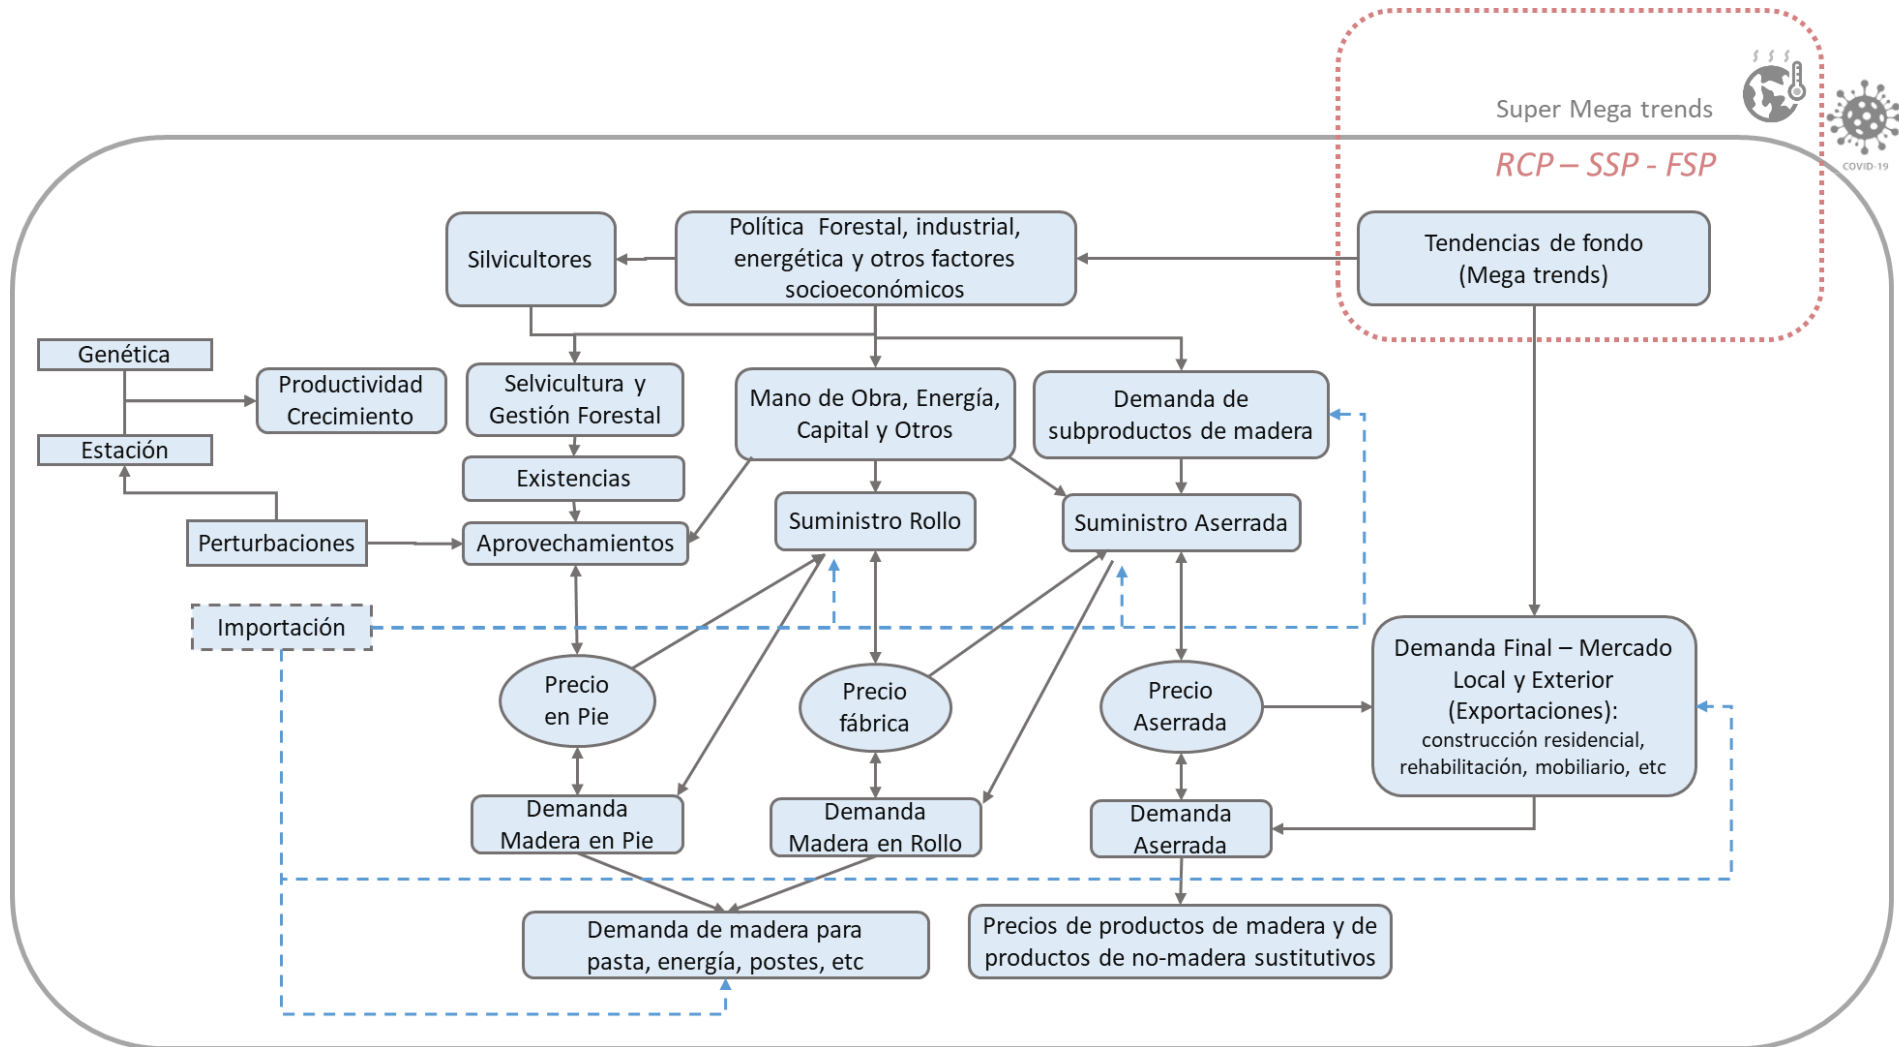 Super Mega trends
COVID-19
RCP – SSP - FSP
Silvicultores
Política Forestal, industrial,
energética y otros factores
socioeconómicos
Tendencias de fondo
(Mega trends)
Genética
Productividad
Crecimiento
Estación
Selvicultura y
Gestión Forestal
Mano de Obra, Energía,
Capital y Otros
Demanda de
subproductos de madera
Existencias
Suministro Rollo
Suministro Aserrada
Perturbaciones
Aprovechamientos
Importación
Precio
en Pie
Precio
fábrica
Precio
Aserrada
Demanda Final – Mercado
Local y Exterior
(Exportaciones):
construcción residencial,
rehabilitación, mobiliario, etc
Demanda
Madera en Pie
Demanda
Madera en Rollo
Demanda
Aserrada
Demanda de madera para
pasta, energía, postes, etc
Precios de productos de madera y de
productos de no-madera sustitutivos